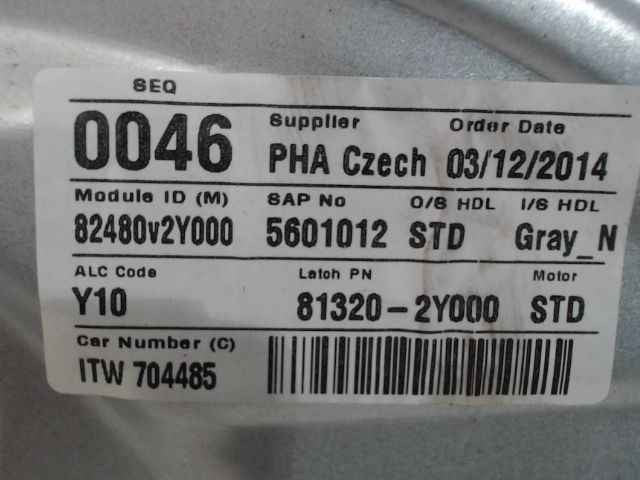 SEQ
0046
Supplier Order Date
PHA Czech 03/12/2014
Module ID (M) SAP No O/S HDL I/S HDL
82480v2Y000 5601012 STD Gray_N
ALC Code Latch PN Motor
Y10 81320-2Y000 STD
Car Number (C)
ITW 704485